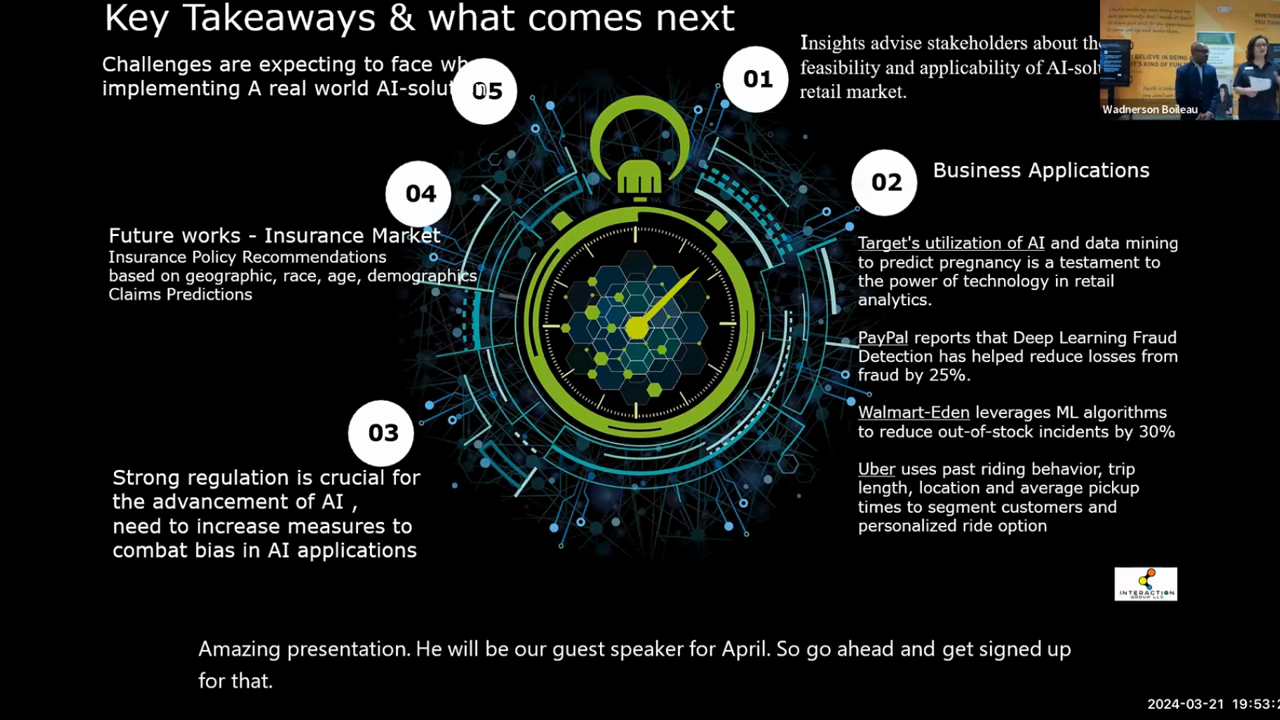 Key Takeaways & what comes next
Challenges are expecting to face wh
implementing A real world AI-solution
05
01
Insights advise stakeholders about the
feasibility and applicability of AI-sol
retail market.
Wadnerson Boileau
04
02
Business Applications
Future works - Insurance Market
Insurance Policy Recommendations
based on geographic, race, age, demographics
Claims Predictions
Target's utilization of AI and data mining
to predict pregnancy is a testament to
the power of technology in retail
analytics.
PayPal reports that Deep Learning Fraud
Detection has helped reduce losses from
fraud by 25%.
Walmart-Eden leverages ML algorithms
to reduce out-of-stock incidents by 30%
Uber uses past riding behavior, trip
length, location and average pickup
times to segment customers and
personalized ride option
03
Strong regulation is crucial for
the advancement of AI ,
need to increase measures to
combat bias in AI applications
INTERACTION
GROUP LLC
Amazing presentation. He will be our guest speaker for April. So go ahead and get signed up
for that.
2024-03-21 19:53:2